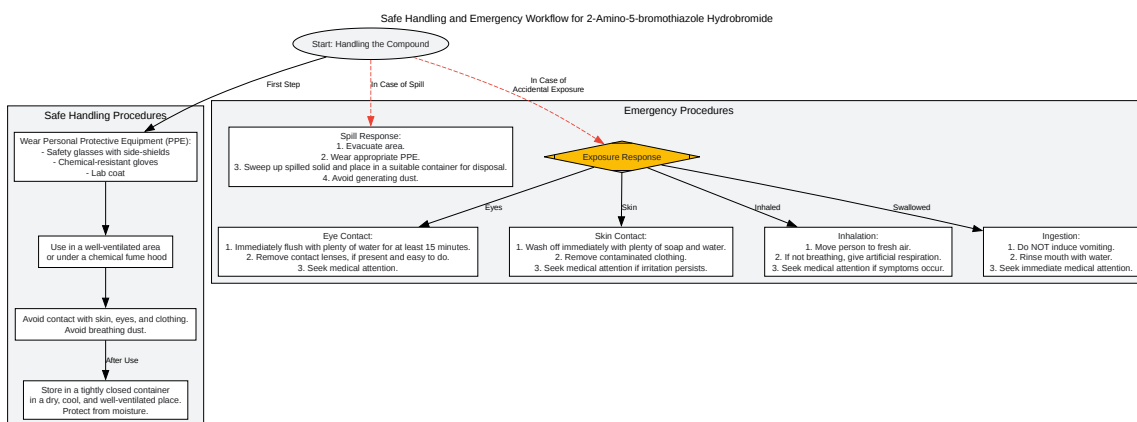 Safe Handling and Emergency Workflow for 2-Amino-5-bromothiazole Hydrobromide
Start: Handling the Compound
First Step
In Case of Spill
In Case of
Accidental Exposure
Safe Handling Procedures
Wear Personal Protective Equipment (PPE):
- Safety glasses with side-shields
- Chemical-resistant gloves
- Lab coat
Use in a well-ventilated area
or under a chemical fume hood
Avoid contact with skin, eyes, and clothing.
Avoid breathing dust.
After Use
Store in a tightly closed container
in a dry, cool, and well-ventilated place.
Protect from moisture.
Emergency Procedures
Spill Response:
1. Evacuate area.
2. Wear appropriate PPE.
3. Sweep up spilled solid and place in a suitable container for disposal.
4. Avoid generating dust.
Exposure Response
Eyes
Skin
Inhaled
Swallowed
Eye Contact:
1. Immediately flush with plenty of water for at least 15 minutes.
2. Remove contact lenses, if present and easy to do.
3. Seek medical attention.
Skin Contact:
1. Wash off immediately with plenty of soap and water.
2. Remove contaminated clothing.
3. Seek medical attention if irritation persists.
Inhalation:
1. Move person to fresh air.
2. If not breathing, give artificial respiration.
3. Seek medical attention if symptoms occur.
Ingestion:
1. Do NOT induce vomiting.
2. Rinse mouth with water.
3. Seek immediate medical attention.